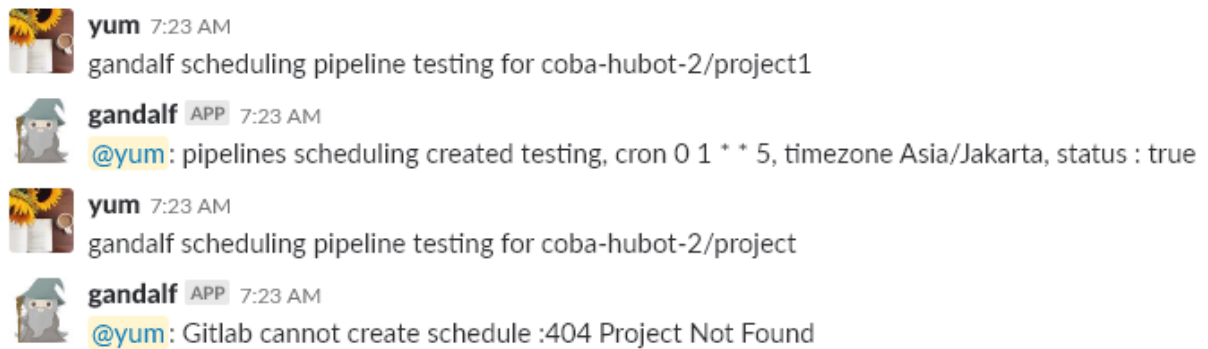 yum 7:23 AM
gandalf scheduling pipeline testing for coba-hubot-2/project1
gandalf APP 7:23 AM
@yum: pipelines scheduling created testing, cron 0 1 * * 5, timezone Asia/Jakarta, status : true
yum 7:23 AM
gandalf scheduling pipeline testing for coba-hubot-2/project
gandalf APP 7:23 AM
@yum: Gitlab cannot create schedule :404 Project Not Found